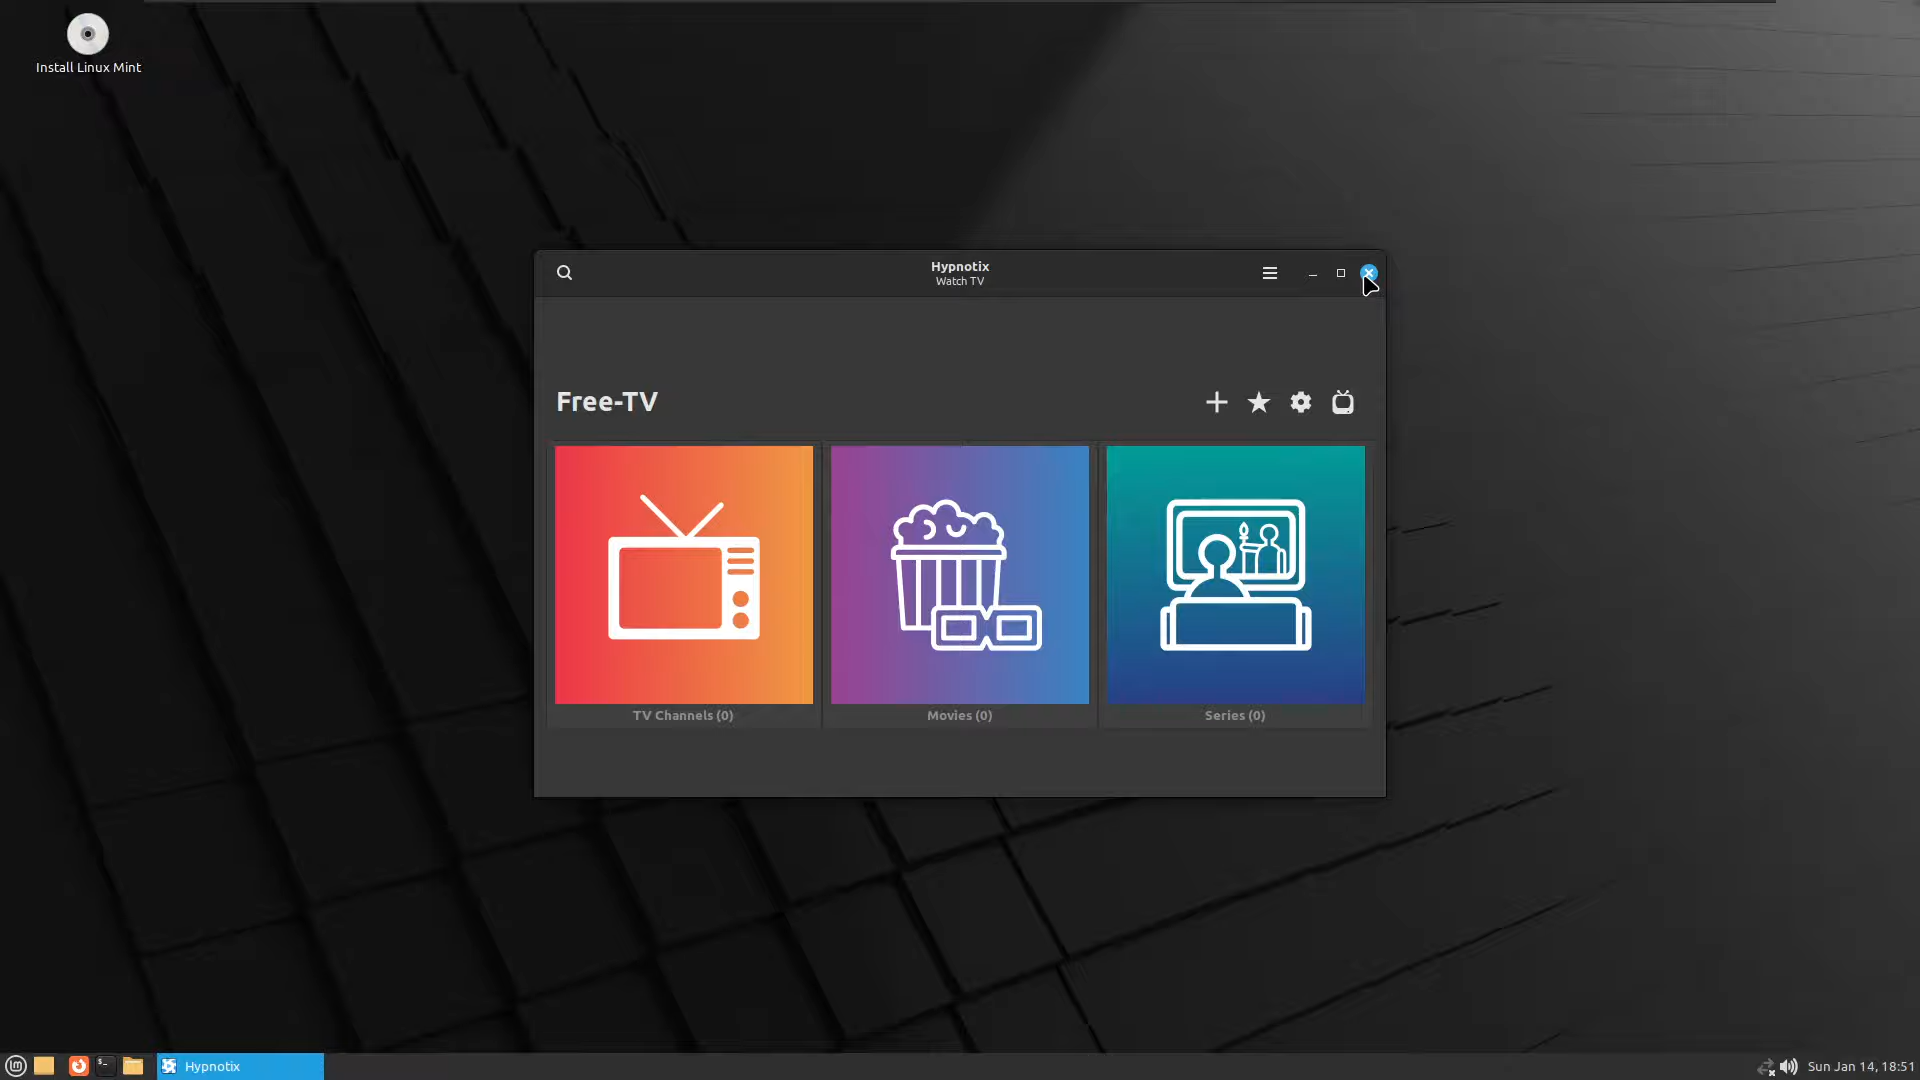 Install Linux Mint
Hypnotix
Watch TV
Free-TV
TV Channels (0)
Movies (0)
Series (0)
Hypnotix
Sun Jan 14, 18:51